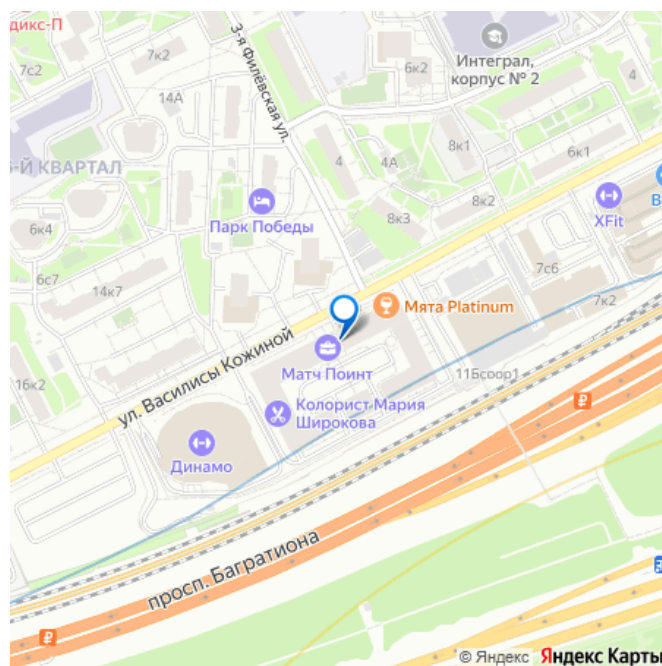 дикс-П
7к2
7с2
14А
3-я Филёвская ул.
6к2
Интеграл,
корпус № 2
4
4
4А
8к1
6к1
8к2
8к3
-Й КВАРТАЛ
Парк Победы
6к4
6с7
14к7
16к2
XFit
В
7с6
7к2
Мята Platinum
ул. Василисы Кожиной
Матч Поинт
11Бсоор1
Колорист Мария
Широкова
Динамо
просп. Багратиона
© Яндекс Яндекс Карты